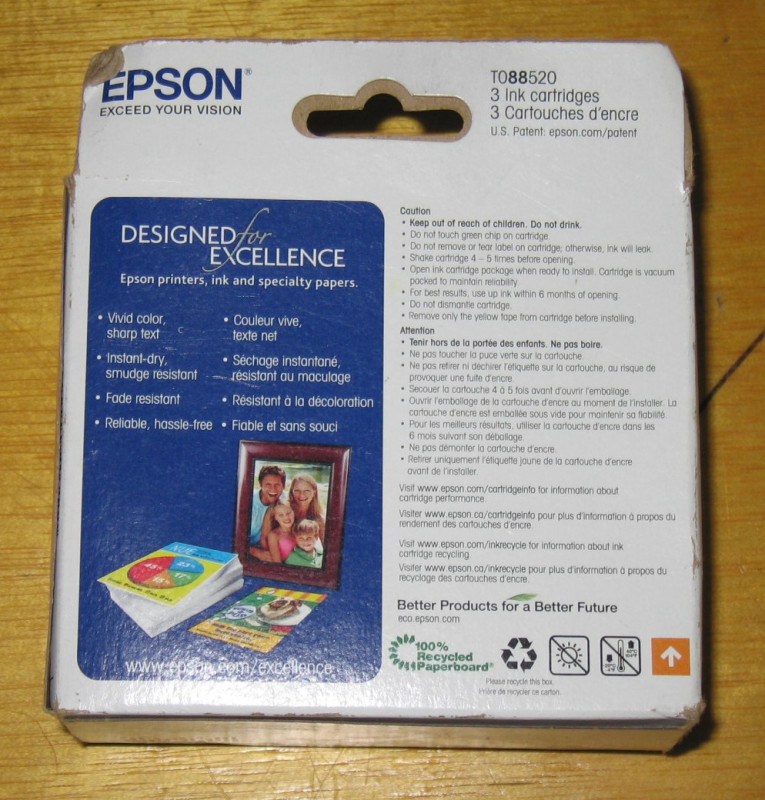 EPSON®
EXCEED YOUR VISION
T088520
3 Ink cartridges
3 Cartouches d'encre
U.S. Patent: epson.com/patent
DESIGNED for
EXCELLENCE
Epson printers, ink and specialty papers.
• Vivid color,
sharp text
• Instant-dry,
smudge resistant
• Fade resistant
• Reliable, hassle-free
• Couleur vive,
texte net
• Séchage instantané,
résistant au maculage
• Résistant à la décoloration
• Fiable et sans souci
www.epson.com/excellence
Caution
• Keep out of reach of children. Do not drink.
• Do not touch green chip on cartridge.
• Do not remove or tear label on cartridge; otherwise, ink will leak.
• Shake cartridge 4 – 5 times before opening.
• Open ink cartridge package when ready to install. Cartridge is vacuum
packed to maintain reliability.
• For best results, use up ink within 6 months of opening.
• Do not dismantle cartridge.
• Remove only the yellow tape from cartridge before installing.
Attention
• Tenir hors de la portée des enfants. Ne pas boire.
• Ne pas toucher la puce verte sur la cartouche.
• Ne pas retirer ni déchirer l'étiquette sur la cartouche, au risque de
provoquer une fuite d'encre.
• Secouer la cartouche 4 à 5 fois avant d'ouvrir l'emballage.
• Ouvrir l'emballage de la cartouche d'encre au moment de l'installer. La
cartouche d'encre est emballée sous vide pour maintenir sa fiabilité.
• Pour les meilleurs résultats, utiliser la cartouche d'encre dans les
6 mois suivant son déballage.
• Ne pas démonter la cartouche d'encre.
• Retirer uniquement l'étiquette jaune de la cartouche d'encre
avant de l'installer.
Visit www.epson.com/cartridgeinfo for information about
cartridge performance.
Visiter www.epson.ca/cartridgeinfo pour plus d'information à propos du
rendement des cartouches d'encre.
Visit www.epson.com/inkrecycle for information about ink
cartridge recycling.
Visiter www.epson.ca/inkrecycle pour plus d'information à propos du
recyclage des cartouches d'encre.
Better Products for a Better Future
eco.epson.com
100%
Recycled
Paperboard®
Please recycle this box.
Prière de recycler ce carton.